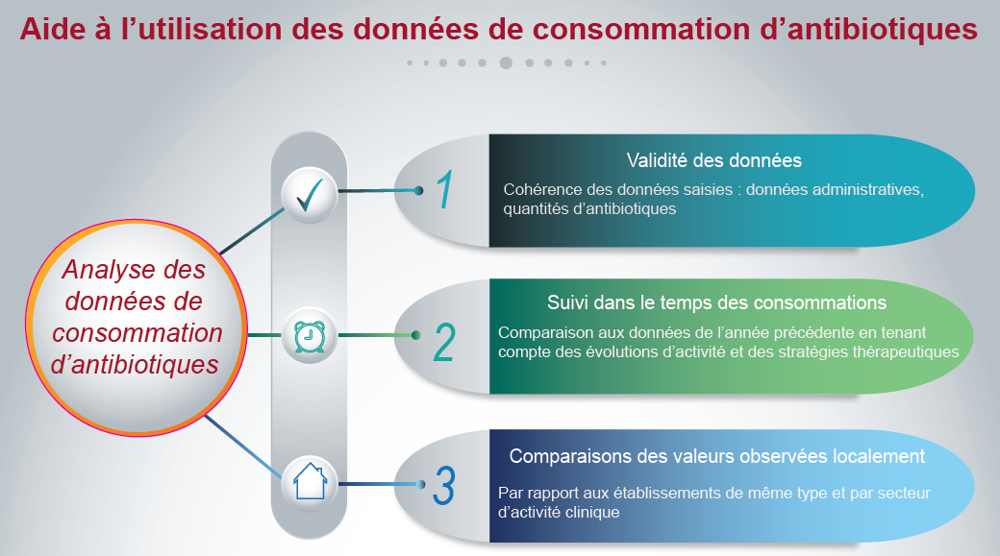 Aide à l’utilisation des données de consommation d’antibiotiques
Analyse des
données de
consommation
d’antibiotiques
1
Validité des données
Cohérence des données saisies : données administratives,
quantités d’antibiotiques
2
Suivi dans le temps des consommations
Comparaison aux données de l’année précédente en tenant
compte des évolutions d’activité et des stratégies thérapeutiques
3
Comparaisons des valeurs observées localement
Par rapport aux établissements de même type et par secteur
d’activité clinique